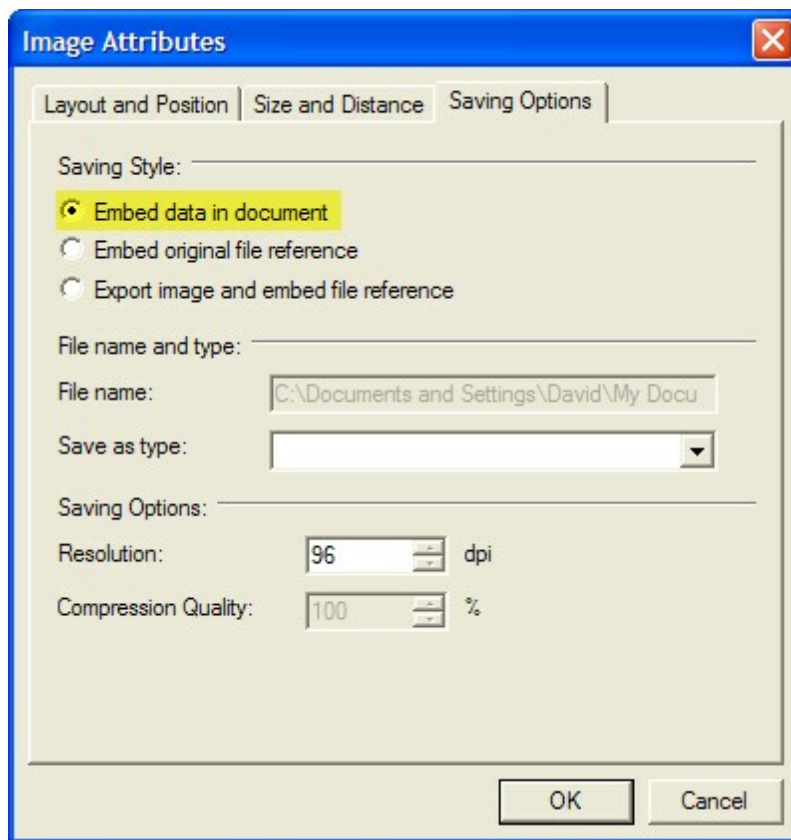 Image Attributes
Layout and Position Size and Distance Saving Options
Saving Style:
Embed data in document
Embed original file reference
Export image and embed file reference
File name and type:
File name: C:\Documents and Settings\David\My Docu
Save as type:
Saving Options:
Resolution: 96 dpi
Compression Quality: 100 %
OK Cancel